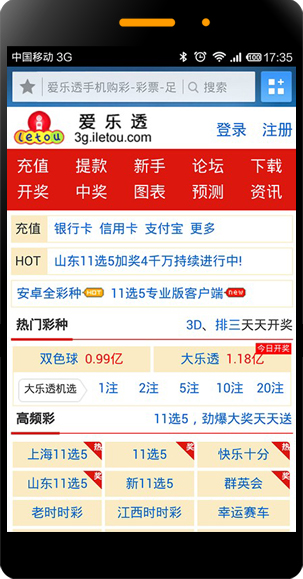 中国移动 3G 17:35
爱乐透手机购彩-彩票-足 搜索
letou 爱乐透
3g.iletou.com 登录 注册
充值 提款 新手 论坛 下载
开奖 中奖 图表 预测 资讯
充值 银行卡 信用卡 支付宝 更多
HOT 山东11选5加奖4千万持续进行中!
安卓全彩种 HOT 11选5专业版客户端 new
热门彩种 3D、排三天天开奖
今日开奖
双色球 0.99亿 大乐透 1.18亿
大乐透机选 1注 2注 5注 10注 20注
高频彩 11选5，劲爆大奖天天送
上海11选5 热 11选5 奖 快乐十分 热
山东11选5 奖 新11选5 群英会 奖
老时时彩 江西时时彩 幸运赛车